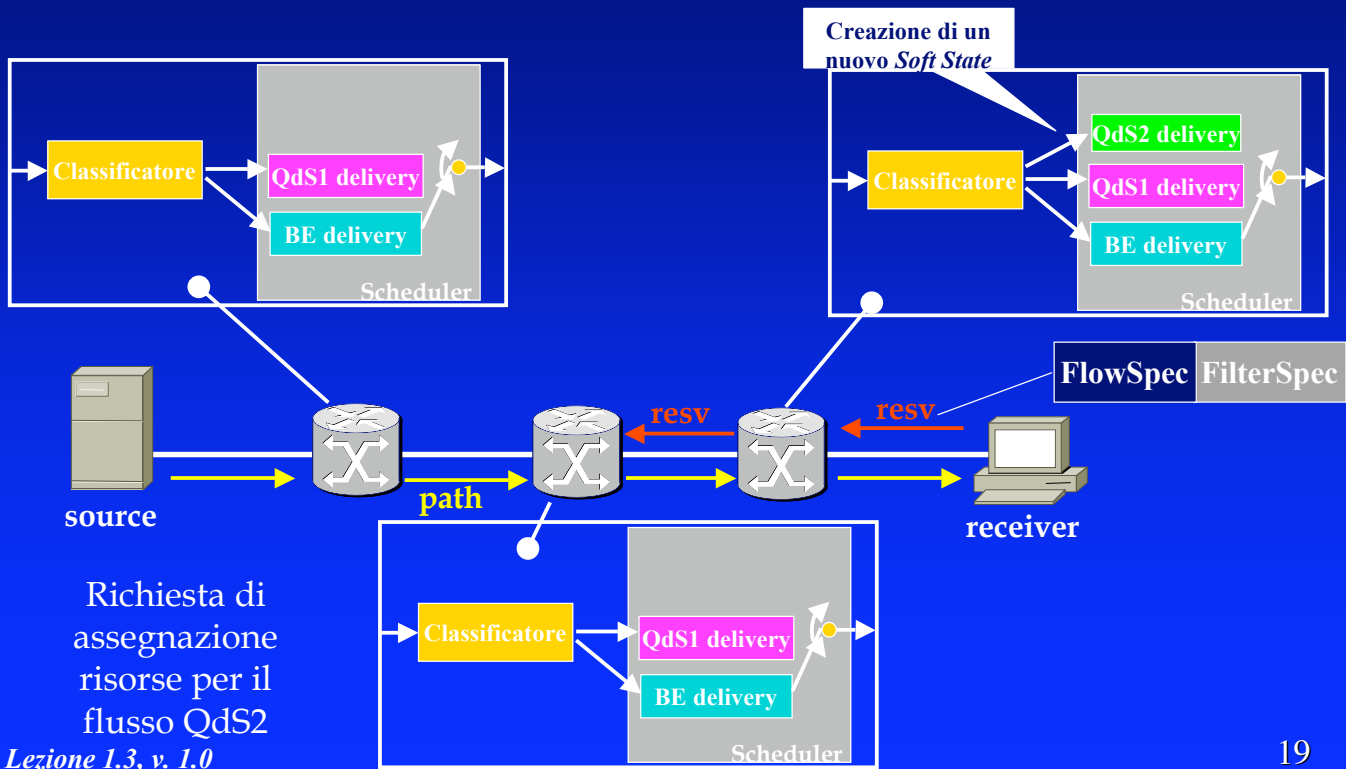 Creazione di un
nuovo Soft State
Classificatore
QdS1 delivery
BE delivery
Scheduler
Classificatore
QdS2 delivery
QdS1 delivery
BE delivery
Scheduler
FlowSpec FilterSpec
resv
resv
path
source
receiver
Classificatore
QdS1 delivery
BE delivery
Scheduler
Richiesta di
assegnazione
risorse per il
flusso QdS2
Lezione 1.3, v. 1.0
19